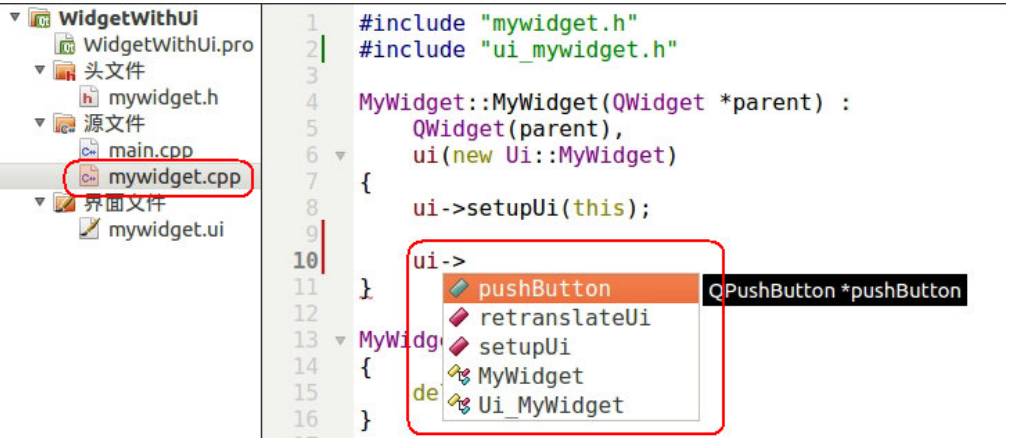 WidgetWithUi
WidgetWithUi.pro
头文件
mywidget.h
源文件
main.cpp
mywidget.cpp
界面文件
mywidget.ui
1 #include "mywidget.h"
2 #include "ui_mywidget.h"
3
4 MyWidget::MyWidget(QWidget *parent) :
5 QWidget(parent),
6 ui(new Ui::MyWidget)
7 {
8 ui->setupUi(this);
9
10 ui->
11 }
12
13 MyWidg
14 {
15 de
16 }
pushButton
QPushButton *pushButton
retranslateUi
setupUi
MyWidget
Ui_MyWidget